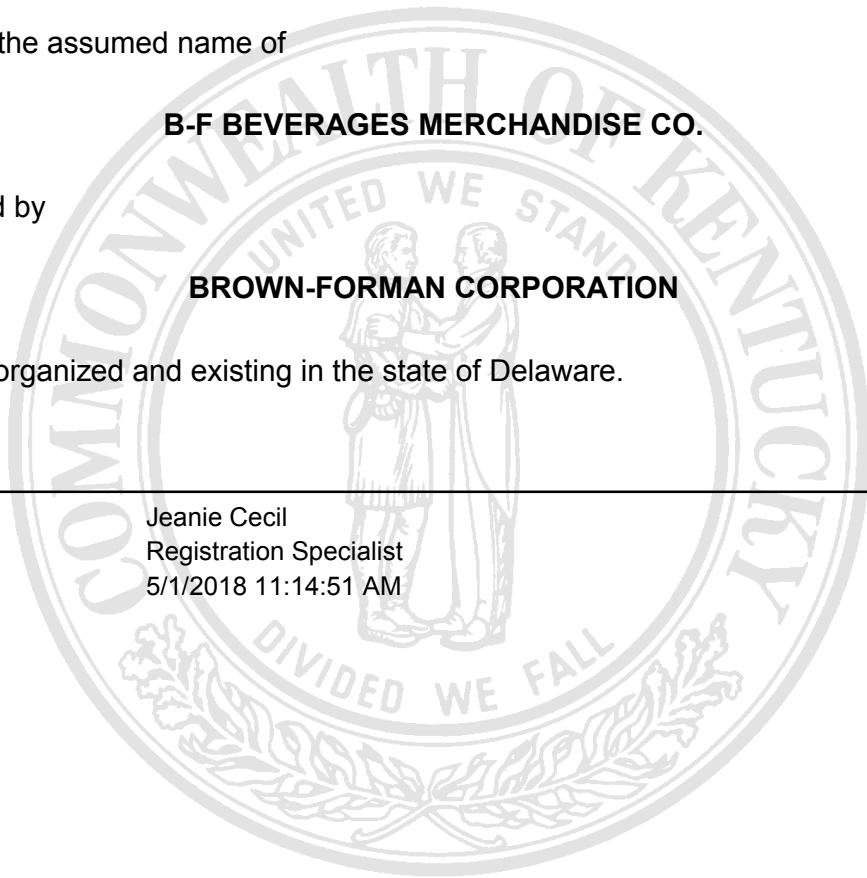 the assumed name of
B-F BEVERAGES MERCHANDISE CO.
by
BROWN-FORMAN CORPORATION
organized and existing in the state of Delaware.
Jeanie Cecil
Registration Specialist
5/1/2018 11:14:51 AM
COMMONWEALTH OF KENTUCKY
UNITED WE STAND
DIVIDED WE FALL